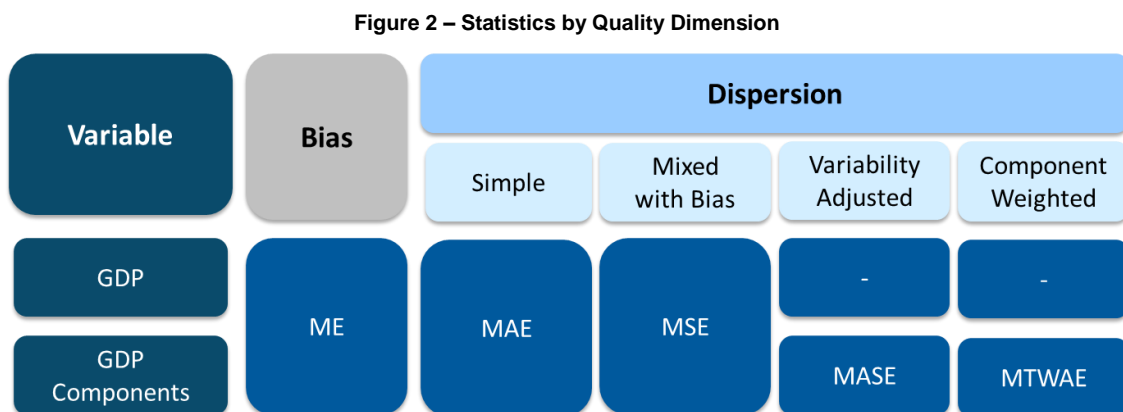 Figure 2 – Statistics by Quality Dimension
Variable
Bias
Dispersion
Simple
Mixed
with Bias
Variability
Adjusted
Component
Weighted
GDP
ME
MAE
MSE
-
-
GDP
Components
MASE
MTWAE